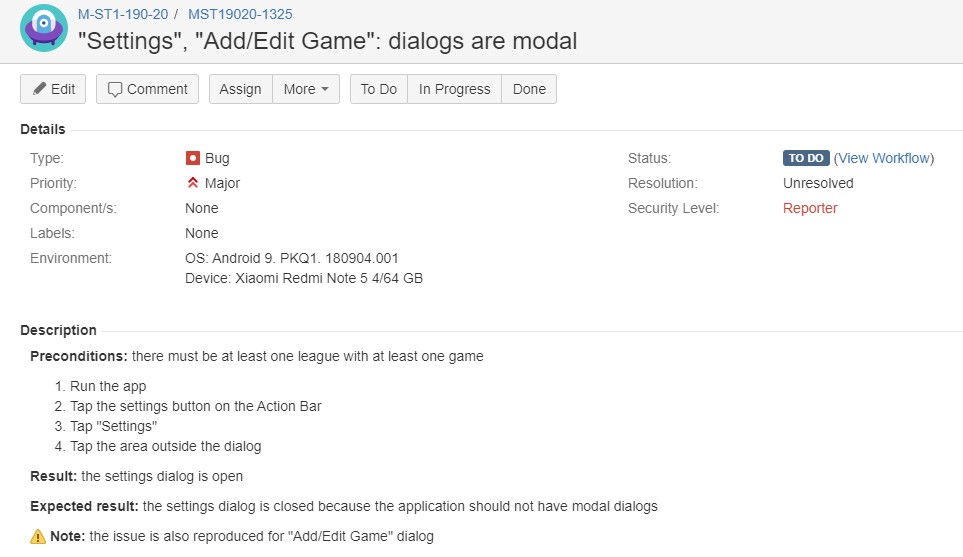 M-ST1-190-20 / MST19020-1325
"Settings", "Add/Edit Game": dialogs are modal
Edit Comment Assign More To Do In Progress Done
Details
Type: Bug Status: TO DO (View Workflow)
Priority: Major Resolution: Unresolved
Component/s: None Security Level: Reporter
Labels: None
Environment: OS: Android 9. PKQ1. 180904.001
Device: Xiaomi Redmi Note 5 4/64 GB
Description
Preconditions: there must be at least one league with at least one game
1. Run the app
2. Tap the settings button on the Action Bar
3. Tap "Settings"
4. Tap the area outside the dialog
Result: the settings dialog is open
Expected result: the settings dialog is closed because the application should not have modal dialogs
Note: the issue is also reproduced for "Add/Edit Game" dialog